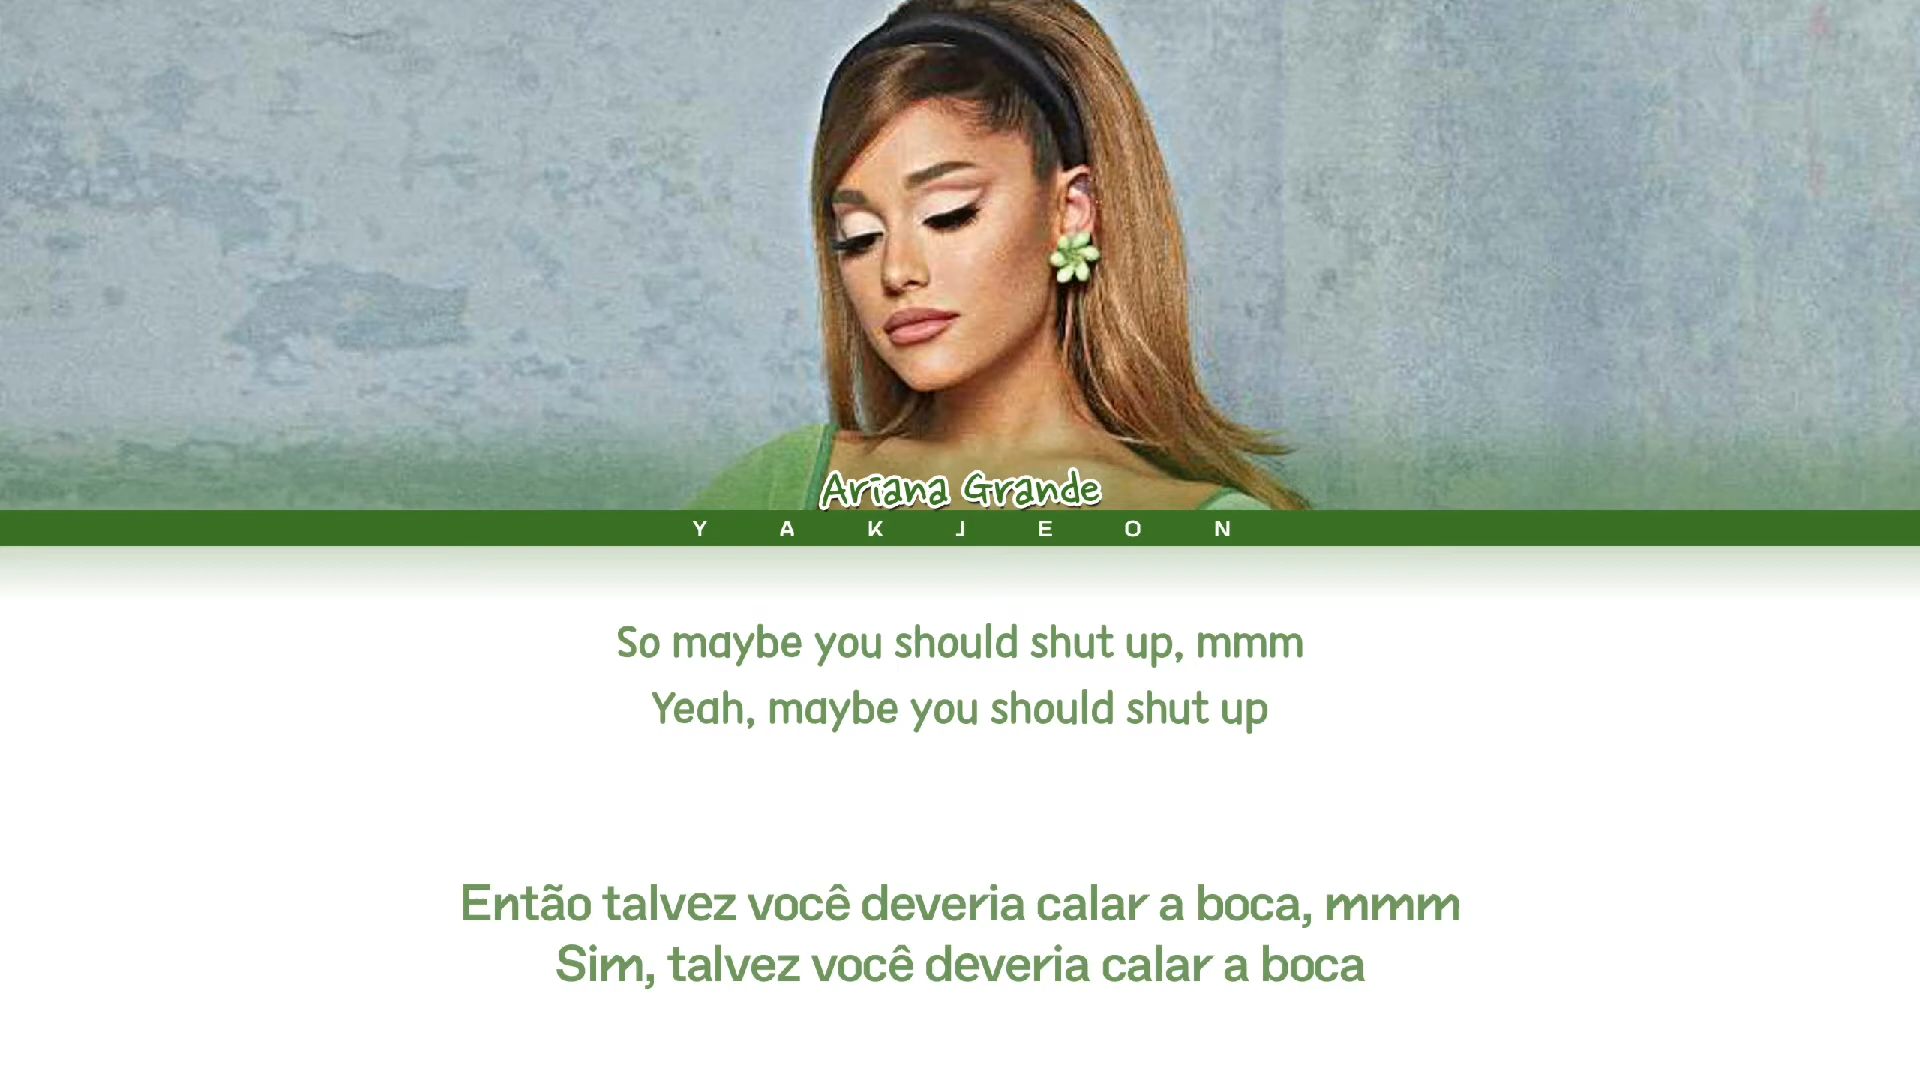 Ariana Grande
YAKJEON
So maybe you should shut up, mmm
Yeah, maybe you should shut up
Então talvez você deveria calar a boca, mmm
Sim, talvez você deveria calar a boca